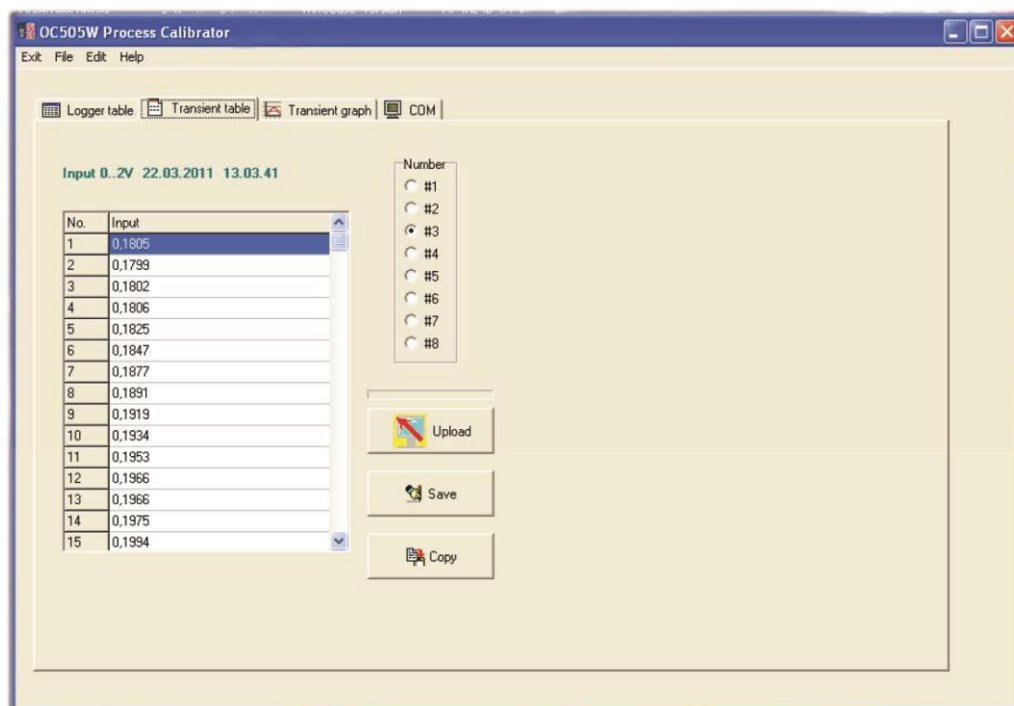 OC505W Process Calibrator
Exit File Edit Help
Logger table Transient table Transient graph COM
Input 0..2V 22.03.2011 13.03.41
No. Input
1 0,1805
2 0,1799
3 0,1802
4 0,1806
5 0,1825
6 0,1847
7 0,1877
8 0,1891
9 0,1919
10 0,1934
11 0,1953
12 0,1966
13 0,1966
14 0,1975
15 0,1994
Number
#1
#2
#3
#4
#5
#6
#7
#8
Upload
Save
Copy